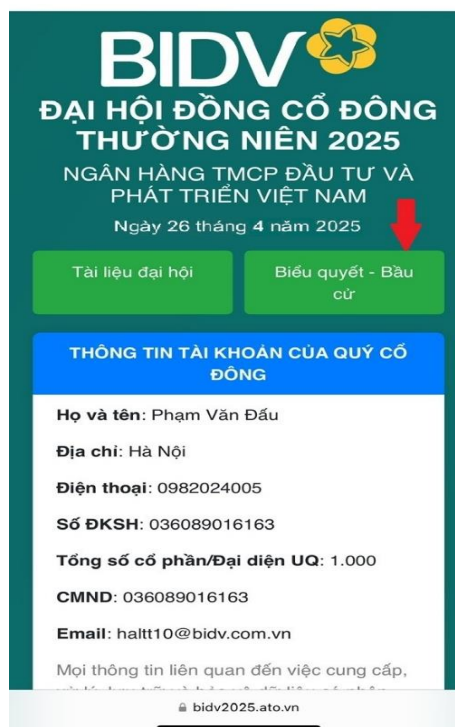 BIDV
ĐẠI HỘI ĐỒNG CỔ ĐÔNG
THƯỜNG NIÊN 2025
NGÂN HÀNG TMCP ĐẦU TƯ VÀ
PHÁT TRIỂN VIỆT NAM
Ngày 26 tháng 4 năm 2025
Tài liệu đại hội
Biểu quyết - Bầu
cử
THÔNG TIN TÀI KHOẢN CỦA QUÝ CỔ
ĐÔNG
Họ và tên: Phạm Văn Đấu
Địa chỉ: Hà Nội
Điện thoại: 0982024005
Số ĐKSH: 036089016163
Tổng số cổ phần/Đại diện UQ: 1.000
CMND: 036089016163
Email: haltt10@bidv.com.vn
Mọi thông tin liên quan đến việc cung cấp,
bidv2025.ato.vn